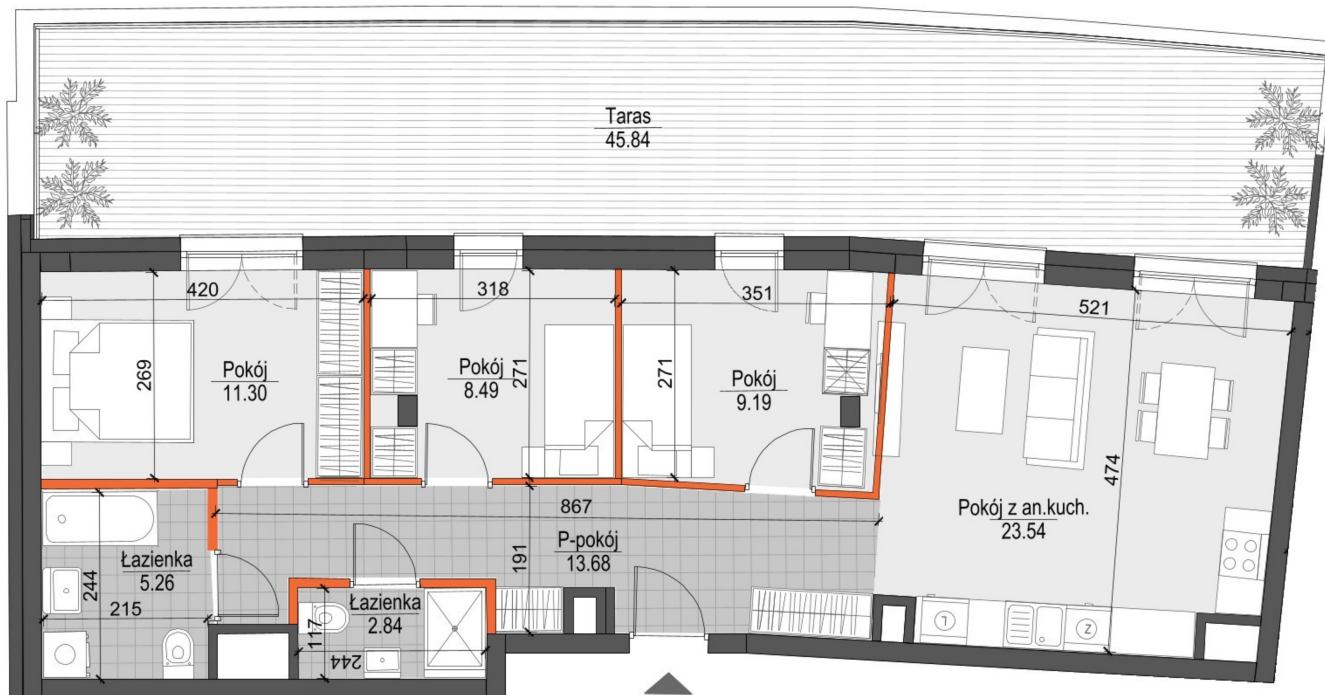 Taras
45.84
420
318
351
521
269
Pokój
11.30
Pokój
8.49
271
271
Pokój
9.19
474
Pokój z an.kuch.
23.54
867
P-pokój
13.68
191
Łazienka
5.26
244
215
Łazienka
2.84
117
244
L
Z